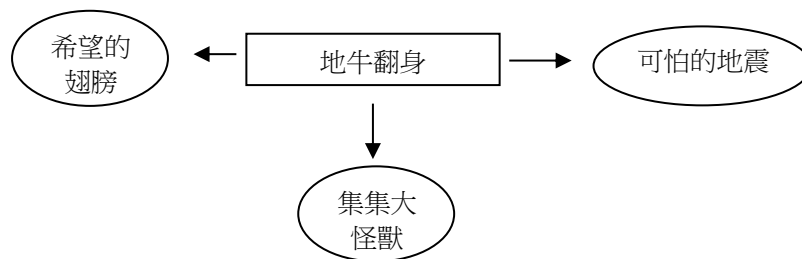 希望的
翅膀
地牛翻身
可怕的地震
集集大
怪獸